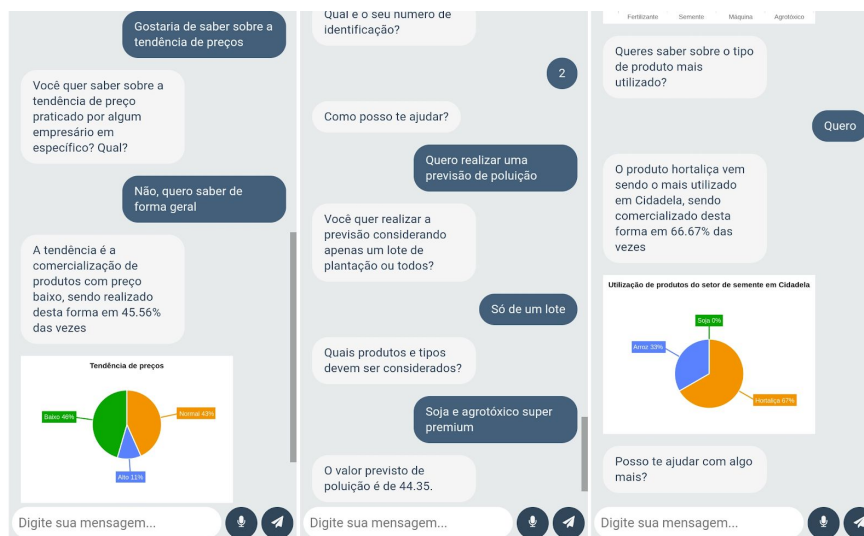 Gostaria de saber sobre a
tendência de preços
Você quer saber sobre a
tendência de preço
praticado por algum
empresário em
específico? Qual?
Não, quero saber de
forma geral
A tendência é a
comercialização de
produtos com preço
baixo, sendo realizado
desta forma em 45.56%
das vezes
Tendência de preços
Baixo 46%
Normal 43%
Alto 11%
Digite sua mensagem...
Qual é o seu número de
identificação?
2
Como posso te ajudar?
Quero realizar uma
previsão de poluição
Você quer realizar a
previsão considerando
apenas um lote de
plantação ou todos?
Só de um lote
Quais produtos e tipos
devem ser considerados?
Soja e agrotóxico super
premium
O valor previsto de
poluição é de 44.35.
Digite sua mensagem...
Fertilizante Semente Máquina Agrotóxico
Queres saber sobre o tipo
de produto mais
utilizado?
Quero
O produto hortaliça vem
sendo o mais utilizado
em Cidadela, sendo
comercializado desta
forma em 66.67% das
vezes
Utilização de produtos do setor de semente em Cidadela
Soja 0%
Arroz 33%
Hortaliça 67%
Posso te ajudar com algo
mais?
Digite sua mensagem...